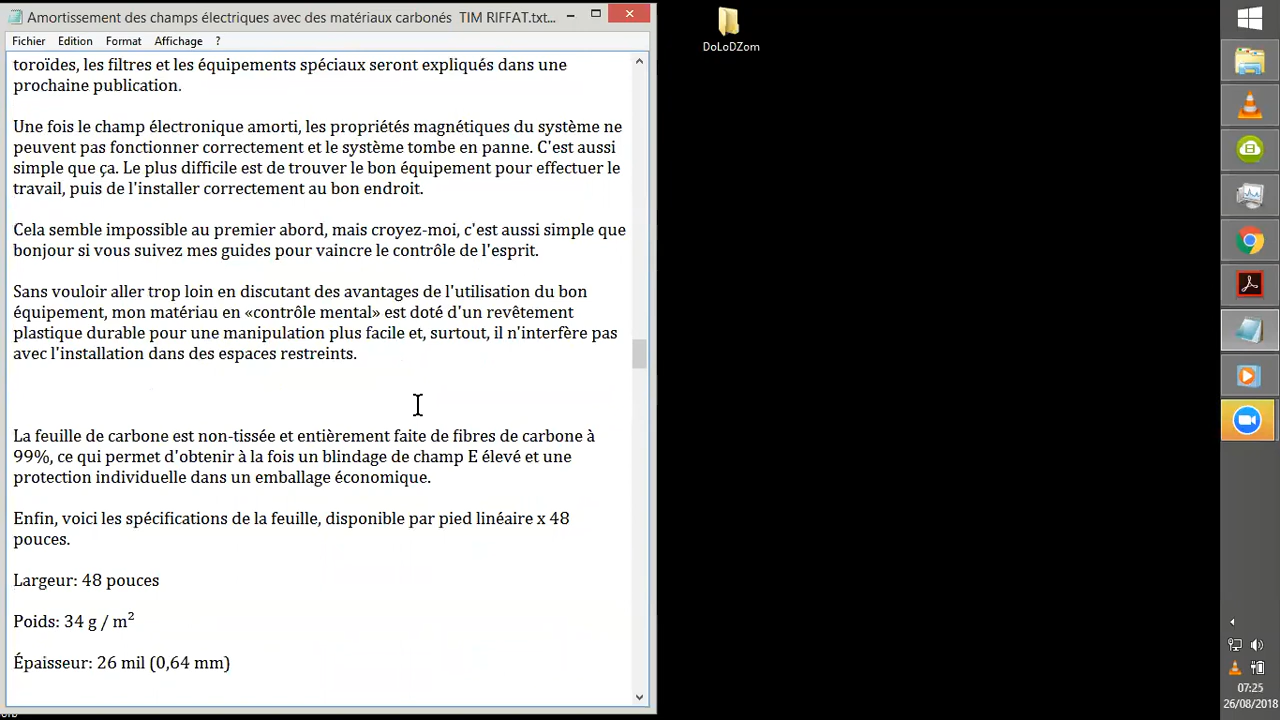 Amortissement des champs électriques avec des matériaux carbonés TIM RIFFAT.txt...
Fichier Edition Format Affichage ?
toroïdes, les filtres et les équipements spéciaux seront expliqués dans une
prochaine publication.
Une fois le champ électronique amorti, les propriétés magnétiques du système ne
peuvent pas fonctionner correctement et le système tombe en panne. C'est aussi
simple que ça. Le plus difficile est de trouver le bon équipement pour effectuer le
travail, puis de l'installer correctement au bon endroit.
Cela semble impossible au premier abord, mais croyez-moi, c'est aussi simple que
bonjour si vous suivez mes guides pour vaincre le contrôle de l'esprit.
Sans vouloir aller trop loin en discutant des avantages de l'utilisation du bon
équipement, mon matériau en «contrôle mental» est doté d'un revêtement
plastique durable pour une manipulation plus facile et, surtout, il n'interfère pas
avec l'installation dans des espaces restreints.
La feuille de carbone est non-tissée et entièrement faite de fibres de carbone à
99%, ce qui permet d'obtenir à la fois un blindage de champ E élevé et une
protection individuelle dans un emballage économique.
Enfin, voici les spécifications de la feuille, disponible par pied linéaire x 48
pouces.
Largeur: 48 pouces
Poids: 34 g / m²
Épaisseur: 26 mil (0,64 mm)
DoLoDZom
07:25
26/08/2018